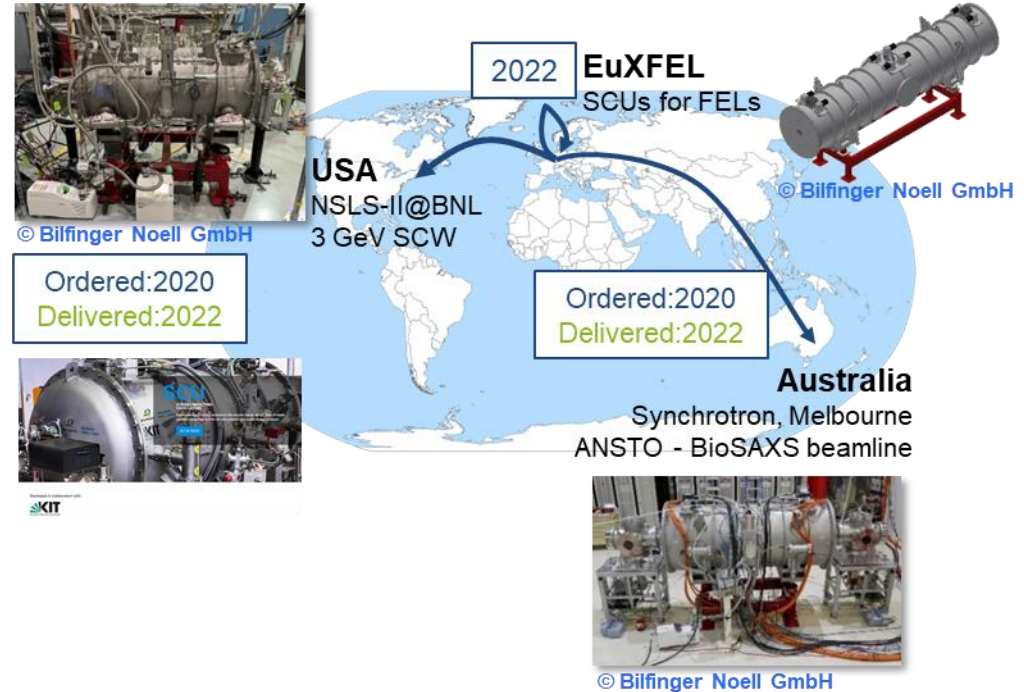 2022
EuXFEL
SCUs for FELs
© Bilfinger Noell GmbH
USA
NSLS-II@BNL
3 GeV SCW
© Bilfinger Noell GmbH
Ordered:2020
Delivered:2022
Ordered:2020
Delivered:2022
SCU
KIT
KIT
Australia
Synchrotron, Melbourne
ANSTO - BioSAXS beamline
© Bilfinger Noell GmbH